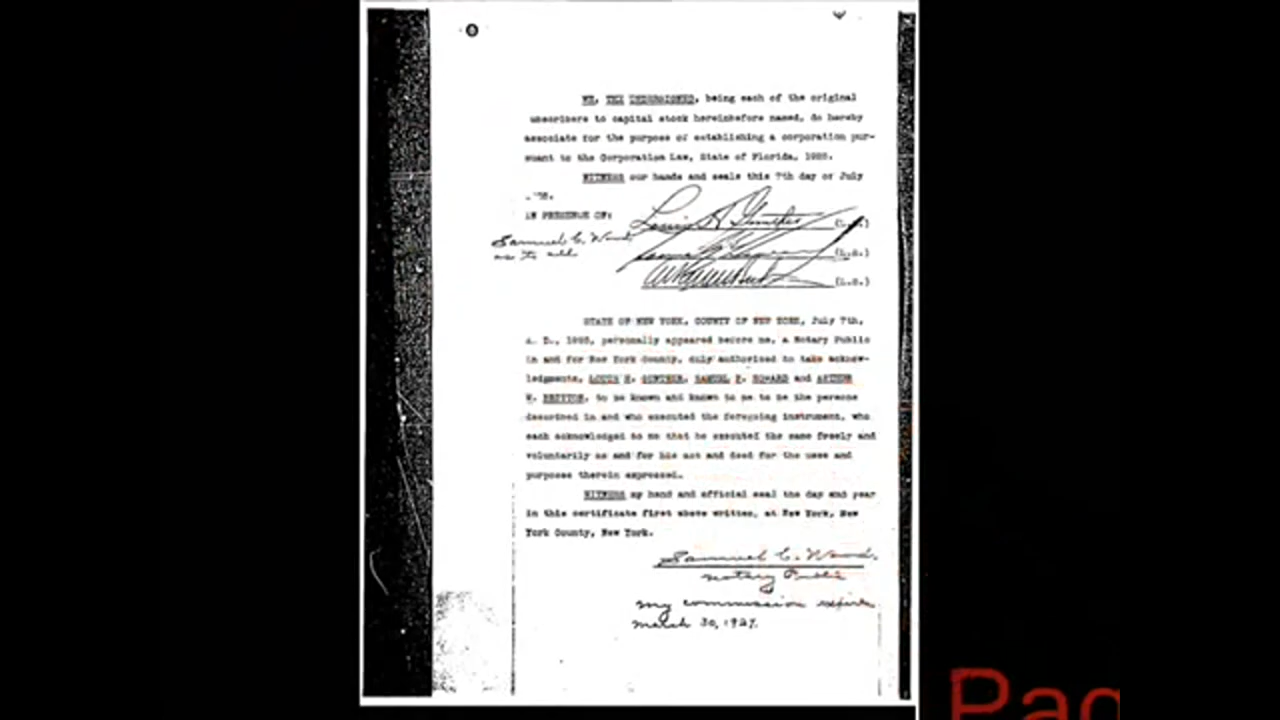 WE, THE UNDERSIGNED, being each of the original
subscribers to capital stock hereinbefore named, do hereby
associate for the purpose of establishing a corporation pur-
suant to the Corporation Law, State of Florida, 1925.
WITNESS our hands and seals this 7th day of July
IN PRESENCE OF:
(L.S.)
Samuel C. Wood
as to all
(L.S.)
(L.S.)
STATE OF NEW YORK, COUNTY OF NEW YORK, July 7th,
A. D., 1925, personally appeared before me, a Notary Public
in and for New York County, duly authorized to take acknow-
ledgments, LOUIS H. GUNTHER, SAMUEL F. HOWARD and ARTHUR
W. BRITTON, to me known and known to me to be the persons
described in and who executed the foregoing instrument, who
each acknowledged to me that he executed the same freely and
voluntarily as and for his act and deed for the uses and
purposes therein expressed.
WITNESS my hand and official seal the day and year
in this certificate first above written, at New York, New
York County, New York.
Samuel C. Wood.
Notary Public
My commission expires
March 30, 1927.
Pag